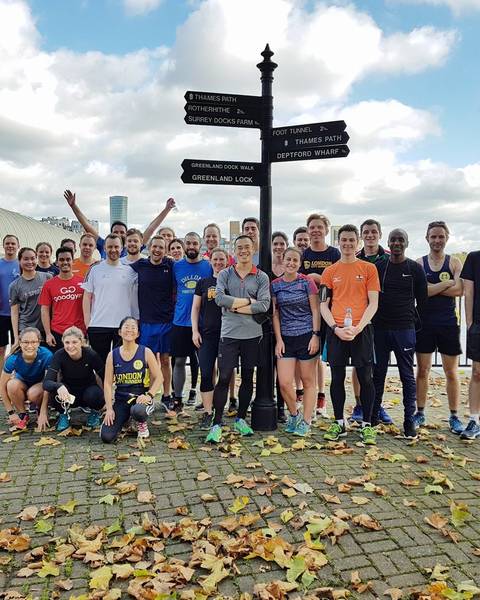 THAMES PATH
ROTHERHITHE
SURREY DOCKS FARM
FOOT TUNNEL
THAMES PATH
DEPTFORD WHARF
GREENLAND DOCK WALK
GREENLAND LOCK
goodgym
LONDON
LONDON